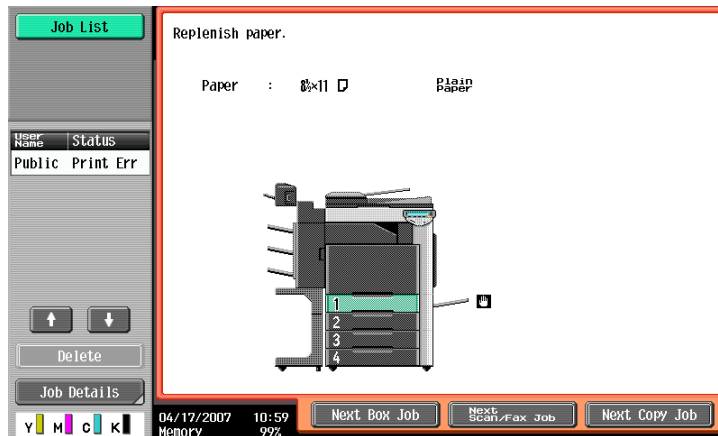 Job List
Replenish paper.
Paper : 8½×11
Plain Paper
User Name Status
Public Print Err
1
2
3
4
Delete
Job Details
Y M C K
04/17/2007 10:59
Memory 99%
Next Box Job
Next Scan/Fax Job
Next Copy Job